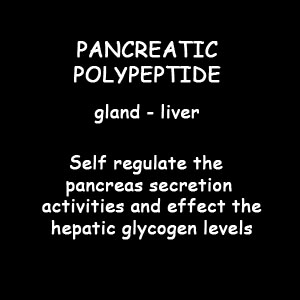 PANCREATIC
POLYPEPTIDE
gland - liver
Self regulate the
pancreas secretion
activities and effect the
hepatic glycogen levels